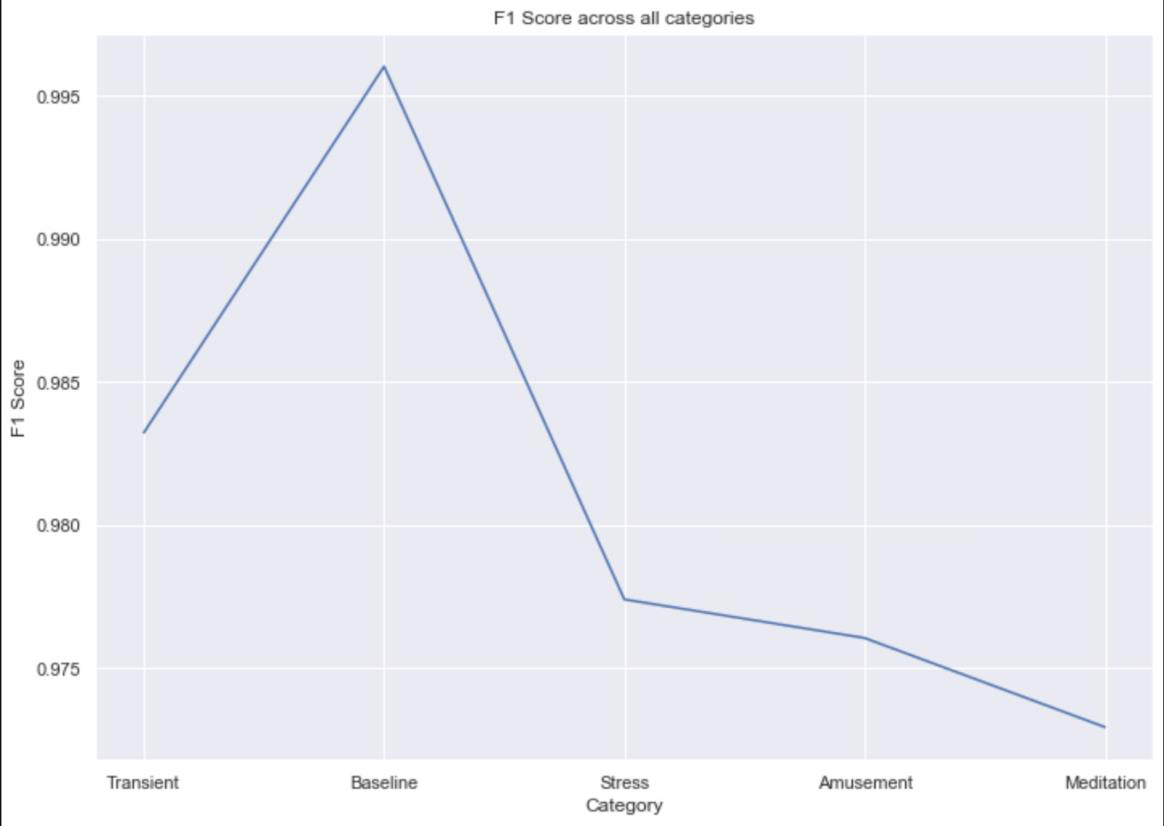 F1 Score across all categories
0.995
0.990
0.985
0.980
0.975
F1 Score
Transient Baseline Stress Amusement Meditation
Category